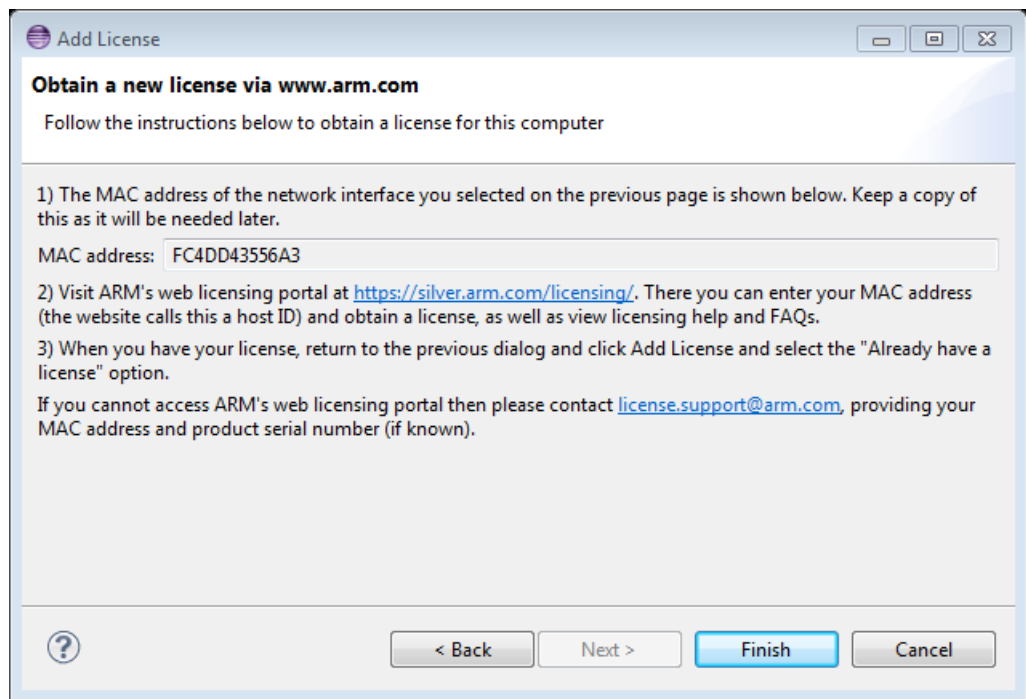 Add License
Obtain a new license via www.arm.com
Follow the instructions below to obtain a license for this computer
1) The MAC address of the network interface you selected on the previous page is shown below. Keep a copy of
this as it will be needed later.
MAC address: FC4DD43556A3
2) Visit ARM's web licensing portal at https://silver.arm.com/licensing/. There you can enter your MAC address
(the website calls this a host ID) and obtain a license, as well as view licensing help and FAQs.
3) When you have your license, return to the previous dialog and click Add License and select the "Already have a
license" option.
If you cannot access ARM's web licensing portal then please contact license.support@arm.com, providing your
MAC address and product serial number (if known).
? < Back Next > Finish Cancel